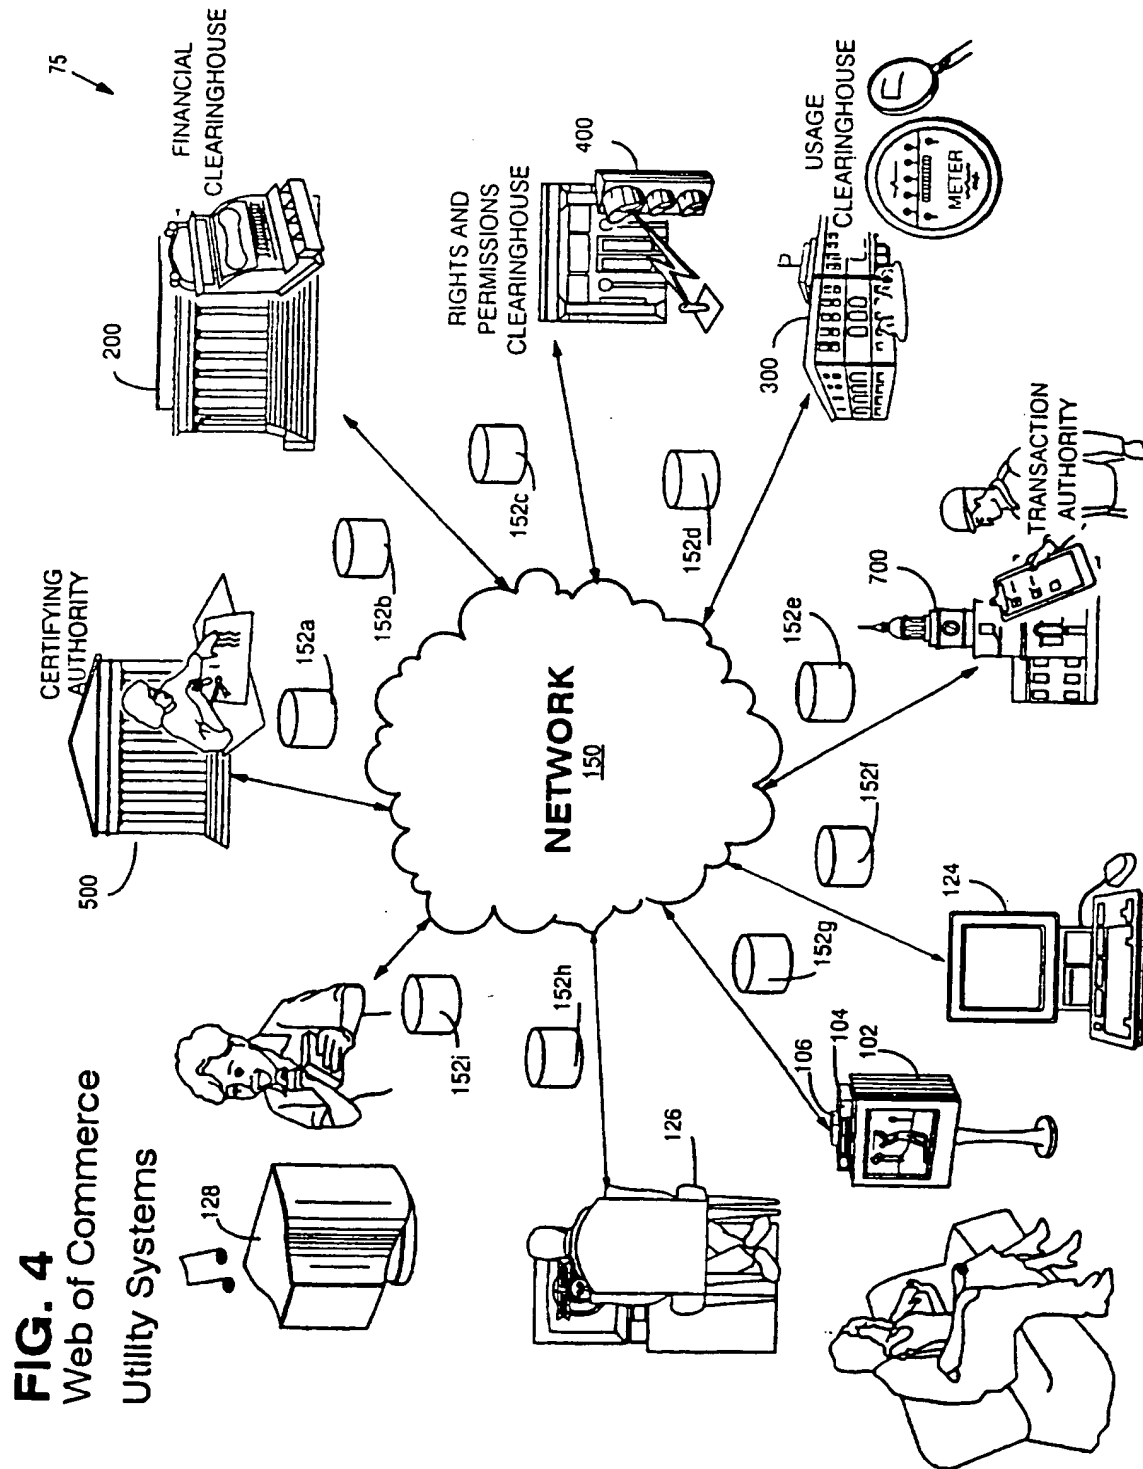 FIG. 4
Web of Commerce
Utility Systems
75
CERTIFYING
AUTHORITY
500
FINANCIAL
CLEARINGHOUSE
200
RIGHTS AND
PERMISSIONS
CLEARINGHOUSE
400
USAGE
CLEARINGHOUSE
300
METER
P
L
TRANSACTION
AUTHORITY
700
NETWORK
150
152a
152b
152c
152d
152e
152f
152g
152h
152i
128
126
106
104
102
124